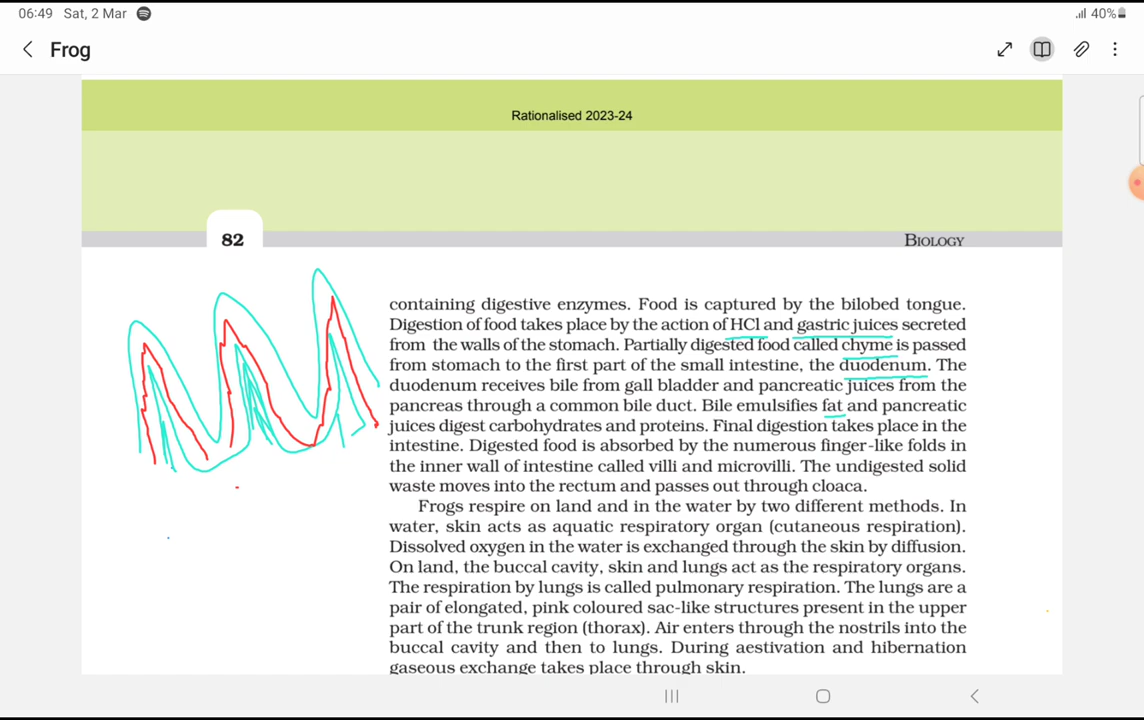 06:49 Sat, 2 Mar 40%
Frog
Rationalised 2023-24
82 BIOLOGY
containing digestive enzymes. Food is captured by the bilobed tongue.
Digestion of food takes place by the action of HCl and gastric juices secreted
from the walls of the stomach. Partially digested food called chyme is passed
from stomach to the first part of the small intestine, the duodenum. The
duodenum receives bile from gall bladder and pancreatic juices from the
pancreas through a common bile duct. Bile emulsifies fat and pancreatic
juices digest carbohydrates and proteins. Final digestion takes place in the
intestine. Digested food is absorbed by the numerous finger-like folds in
the inner wall of intestine called villi and microvilli. The undigested solid
waste moves into the rectum and passes out through cloaca.
Frogs respire on land and in the water by two different methods. In
water, skin acts as aquatic respiratory organ (cutaneous respiration).
Dissolved oxygen in the water is exchanged through the skin by diffusion.
On land, the buccal cavity, skin and lungs act as the respiratory organs.
The respiration by lungs is called pulmonary respiration. The lungs are a
pair of elongated, pink coloured sac-like structures present in the upper
part of the trunk region (thorax). Air enters through the nostrils into the
buccal cavity and then to lungs. During aestivation and hibernation
gaseous exchange takes place through skin.